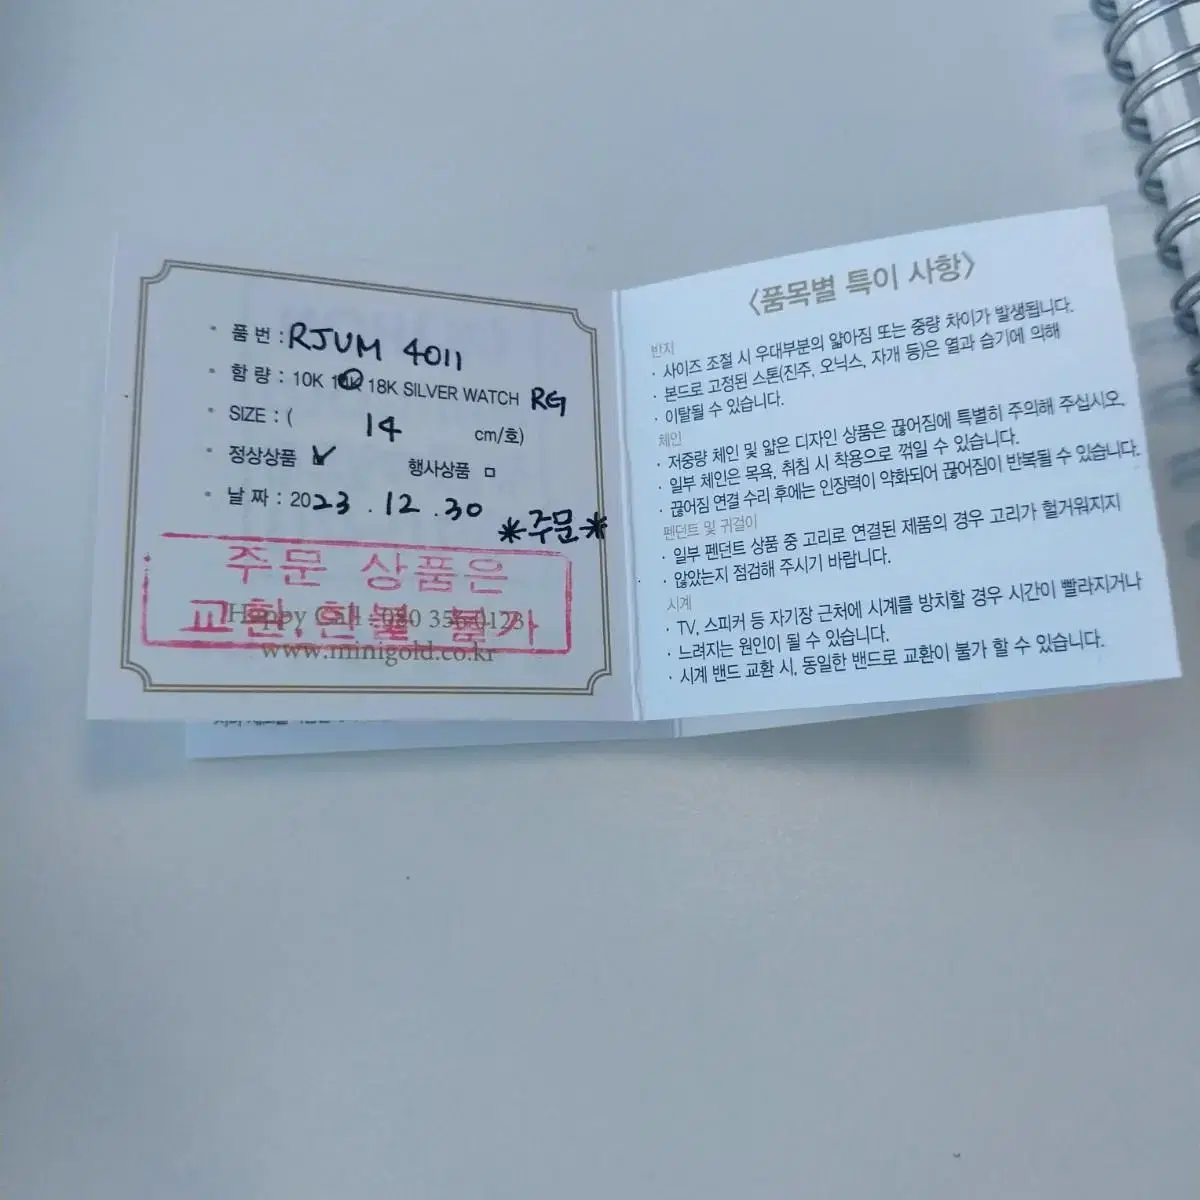 품 번 : RJUM 4011
함 량 : 10K 14K 18K SILVER WATCH RG
SIZE : ( 14 cm/호)
정상상품 ✓ 행사상품 □
날 짜 : 2023 . 12 . 30
*주문*
주문 상품은
교환, 환불 불가
Happy Call : 080 356 0123
www.minigold.co.kr
<품목별 특이 사항>
반지
· 사이즈 조절 시 우대부분의 얇아짐 또는 중량 차이가 발생됩니다.
· 본드로 고정된 스톤(진주, 오닉스, 자개 등)은 열과 습기에 의해
· 이탈될 수 있습니다.
체인
· 저중량 체인 및 얇은 디자인 상품은 끊어짐에 특별히 주의해 주십시오.
· 일부 체인은 목욕, 취침 시 착용으로 꺾일 수 있습니다.
· 끊어짐 연결 수리 후에는 인장력이 약화되어 끊어짐이 반복될 수 있습니다.
펜던트 및 귀걸이
· 일부 펜던트 상품 중 고리로 연결된 제품의 경우 고리가 헐거워지지
· 않았는지 점검해 주시기 바랍니다.
시계
· TV, 스피커 등 자기장 근처에 시계를 방치할 경우 시간이 빨라지거나
· 느려지는 원인이 될 수 있습니다.
· 시계 밴드 교환 시, 동일한 밴드로 교환이 불가 할 수 있습니다.